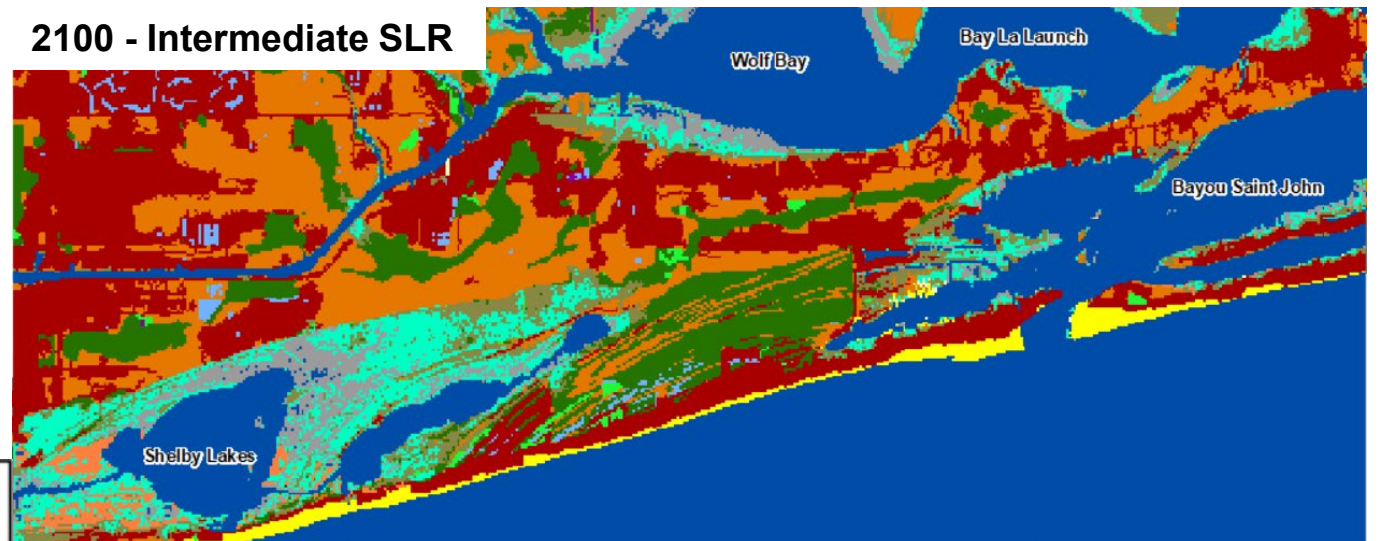 2100 - Intermediate SLR
Wolf Bay
Bay La Launch
Bayou Saint John
Shelby Lakes